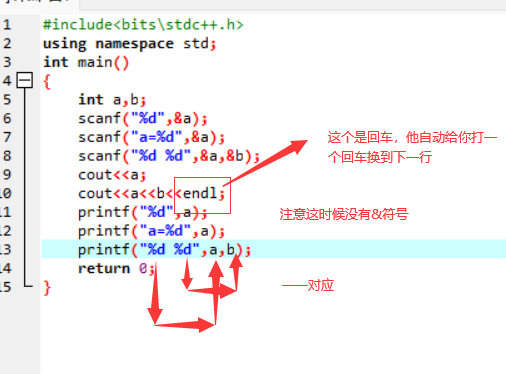 1 #include<bits\stdc++.h>
2 using namespace std;
3 int main()
4 {
5 int a,b;
6 scanf("%d",&a);
7 scanf("a=%d",&a);
8 scanf("%d %d",&a,&b);
9 cout<<a;
10 cout<<a<<b<<endl;
11 printf("%d",a);
12 printf("a=%d",a);
13 printf("%d %d",a,b);
14 return 0;
15 }
这个是回车，他自动给你打一
个回车换到下一行
注意这时候没有&符号
一一对应